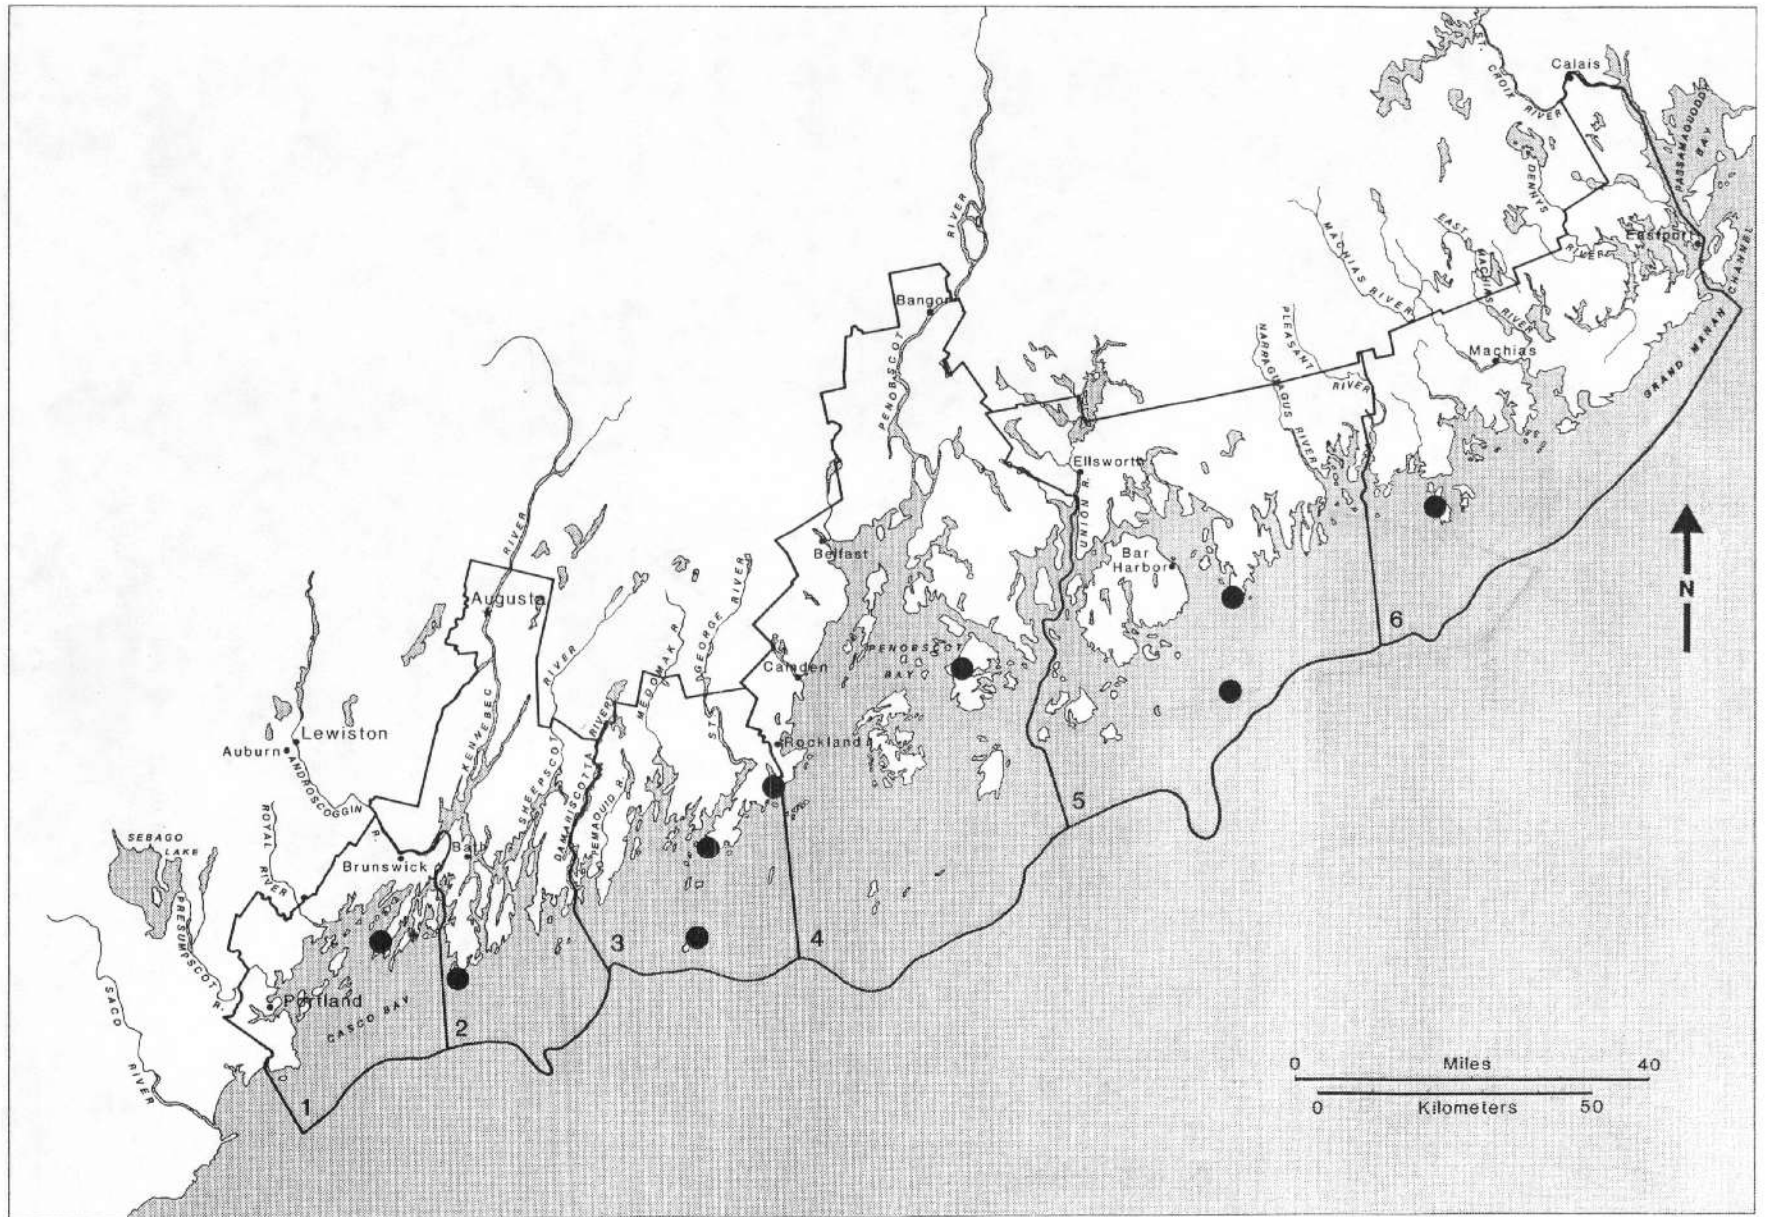 ST. CROIX RIVER
Calais
PASSAMAQUODDY
BAY
DENNYS
RIVER
EAST MACHIAS RIVER
MACHIAS RIVER
Eastport
GRAND MANAN CHANNEL
RIVER
Bangor
PENOBSCOT
PLEASANT
RIVER
NARRAGUAGUS RIVER
Machias
Ellsworth
UNION R.
Bar
Harbor
Belfast
RIVER
Augusta
N
6
PENOBSCOT
BAY
Camden
ST. GEORGE RIVER
MEDOMAK R.
RIVER
KENNEBEC
Lewiston
Auburn
ANDROSCOGGIN R.
Rockland
SHEEPSCOT
DAMARISCOTTA RIVER
PEMAQUID R.
5
ROYAL
RIVER
SEBAGO
LAKE
Brunswick
Bath
PRESUMPSCOT R.
3
4
Portland
SACO
RIVER
CASCO BAY
2
1
0 Miles 40
0 Kilometers 50